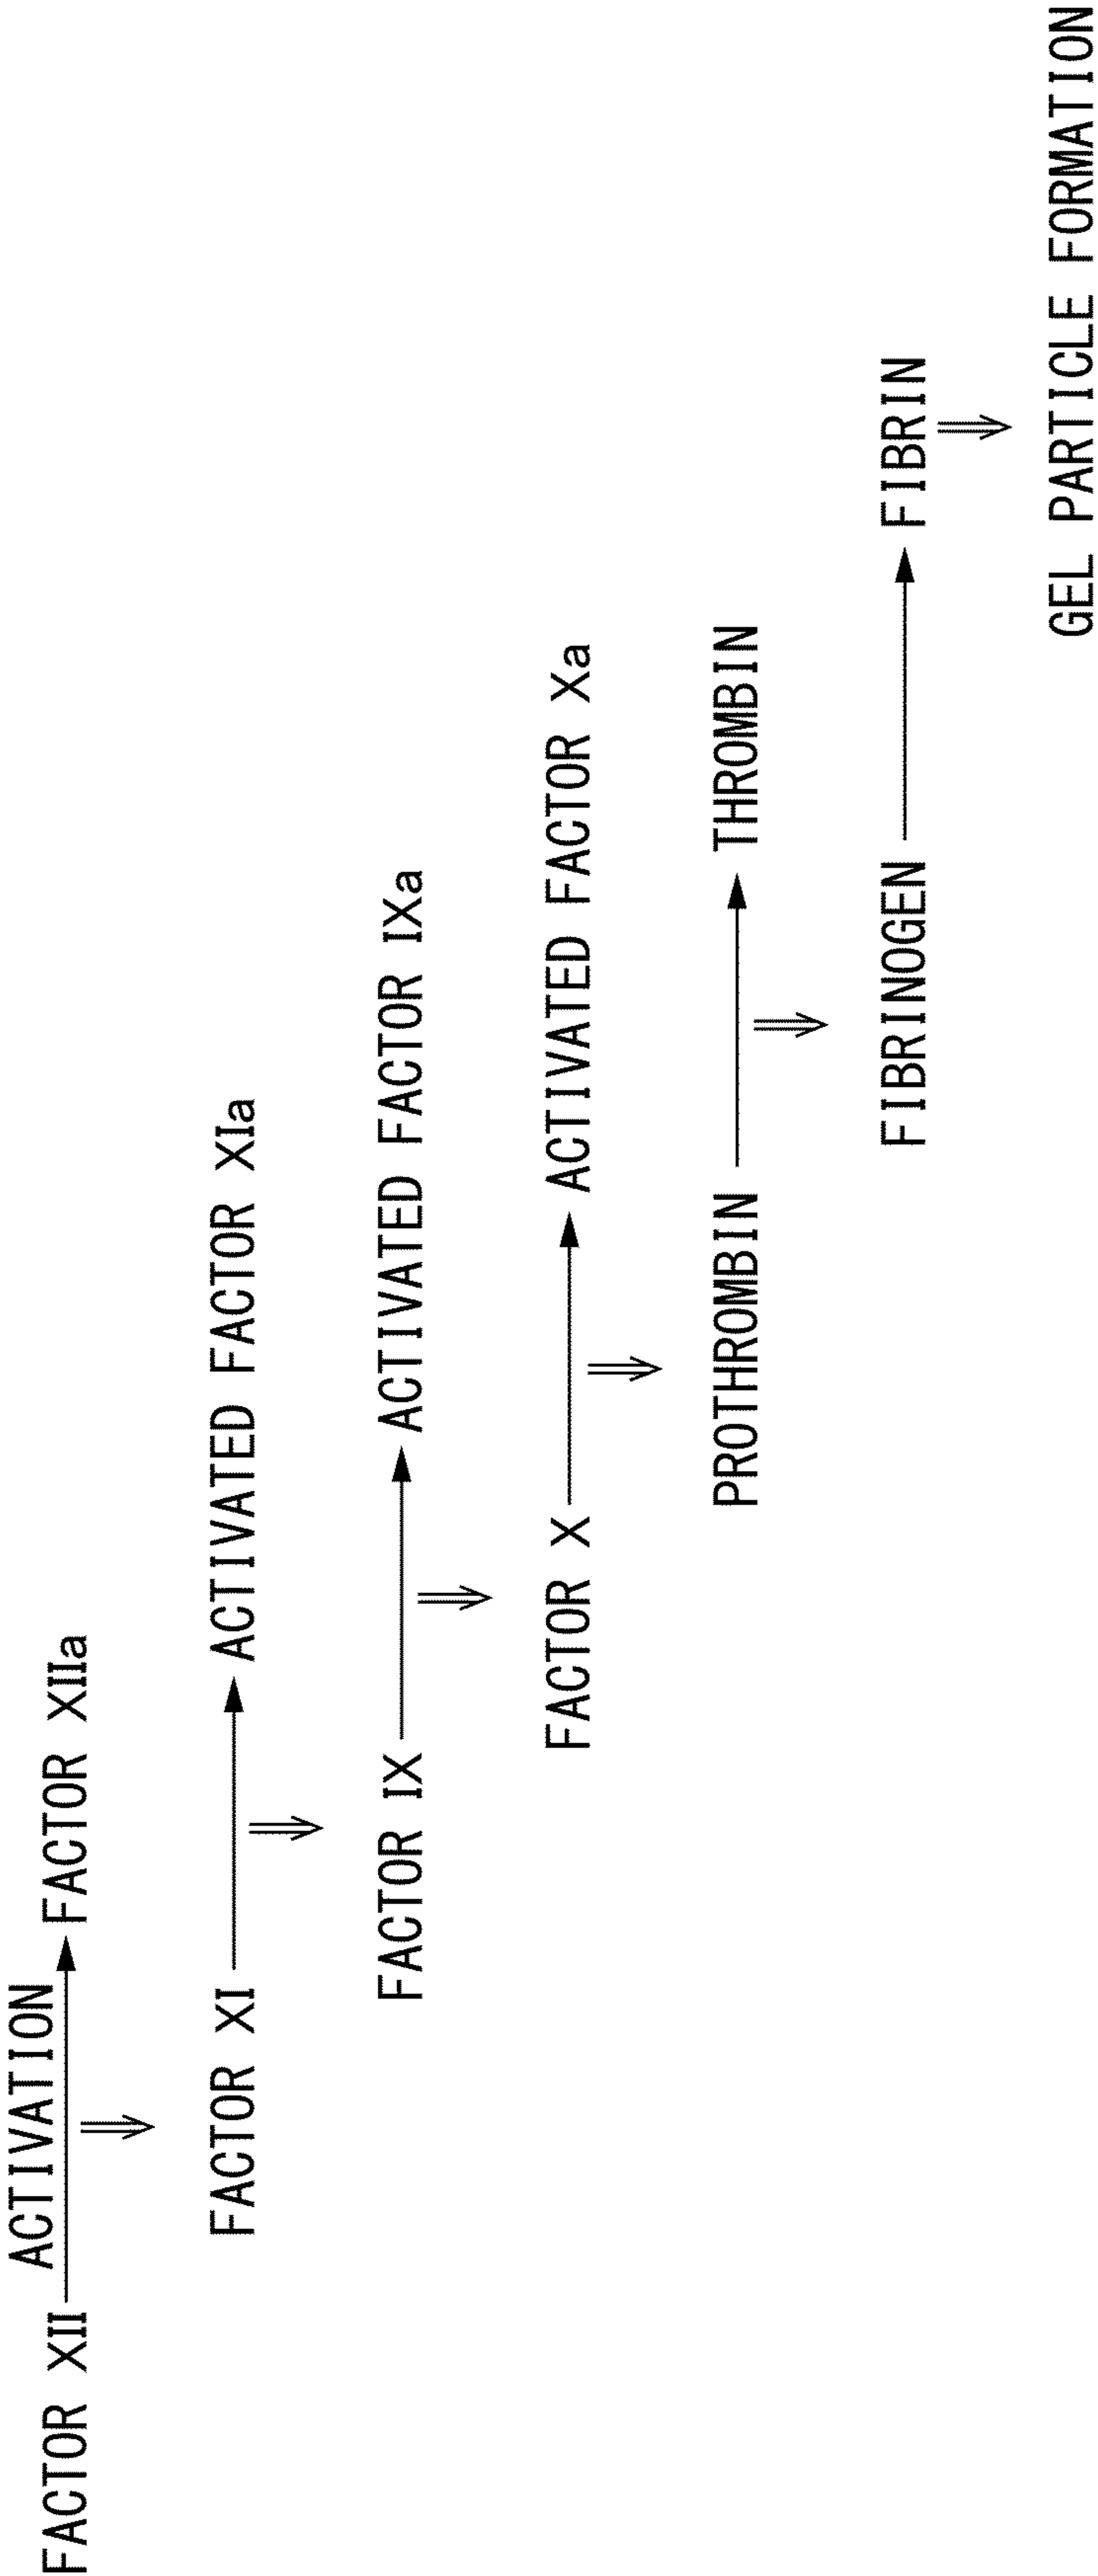 ACTIVATION
FACTOR XII FACTOR XIIa
FACTOR XI ACTIVATED FACTOR XIa
FACTOR IX ACTIVATED FACTOR IXa
FACTOR X ACTIVATED FACTOR Xa
PROTHROMBIN THROMBIN
FIBRINOGEN FIBRIN
GEL PARTICLE FORMATION